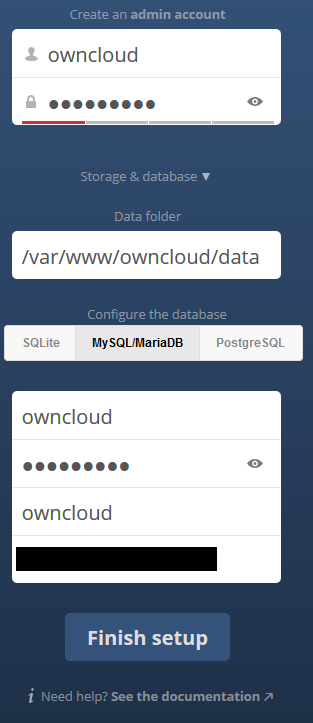 Create an admin account
owncloud
●●●●●●●●●
Storage & database ▼
Data folder
/var/www/owncloud/data
Configure the database
SQLite MySQL/MariaDB PostgreSQL
owncloud
●●●●●●●●●
owncloud
Finish setup
i Need help? See the documentation ↗